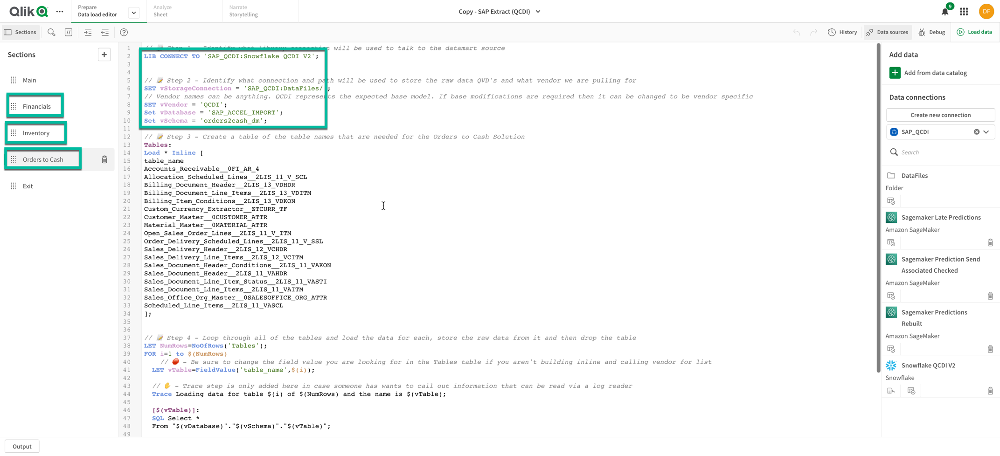 Qlik
Prepare
Data load editor
Analyze
Sheet
Narrate
Storytelling
Copy - SAP Extract (QCDI)
9
DF
Sections
//
?
History
Data sources
Debug
Load data
Sections
+
Main
Financials
Inventory
Orders to Cash
Exit
1 // Step 1 - Identify what library connection will be used to talk to the datamart source
2 LIB CONNECT TO 'SAP_QCDI:Snowflake QCDI V2';
3
4
5 // 📝 Step 2 - Identify what connection and path will be used to store the raw data QVD's and what vendor we are pulling for
6 SET vStorageConnection = 'SAP_QCDI:DataFiles/ ;
7 // Vendor names can be anything. QCDI represents the expected base model. If base modifications are required then it can be changed to be vendor specific
8 SET vVendor = 'QCDI';
9 Set vDatabase = 'SAP_ACCEL_IMPORT';
10 Set vSchema = 'orders2cash_dm';
11
12 // 📝 Step 3 - Create a table of the table names that are needed for the Orders to Cash Solution
13 Tables:
14 Load * Inline [
15 table_name
16 Accounts_Receivable__0FI_AR_4
17 Allocation_Scheduled_Lines__2LIS_11_V_SCL
18 Billing_Document_Header__2LIS_13_VDHDR
19 Billing_Document_Line_Items__2LIS_13_VDITM
20 Billing_Item_Conditions__2LIS_13_VDKON
21 Custom_Currency_Extractor__ZTCURR_TF
22 Customer_Master__0CUSTOMER_ATTR
23 Material_Master__0MATERIAL_ATTR
24 Open_Sales_Order_Lines__2LIS_11_V_ITM
25 Order_Delivery_Scheduled_Lines__2LIS_11_V_SSL
26 Sales_Delivery_Header__2LIS_12_VCHDR
27 Sales_Delivery_Line_Items__2LIS_12_VCITM
28 Sales_Document_Header_Conditions__2LIS_11_VAKON
29 Sales_Document_Header__2LIS_11_VAHDR
30 Sales_Document_Line_Item_Status__2LIS_11_VASTI
31 Sales_Document_Line_Items__2LIS_11_VAITM
32 Sales_Office_Org_Master__0SALESOFFICE_ORG_ATTR
33 Scheduled_Line_Items__2LIS_11_VASCL
34 ];
35
36
37 // 📝 Step 4 - Loop through all of the tables and load the data for each, store the raw data from it and then drop the table
38 LET NumRows=NoOfRows('Tables');
39 FOR i=1 to $(NumRows)
40 // 🛑 - Be sure to change the field value you are looking for in the Tables table if you aren't building inline and calling vendor for list
41 LET vTable=FieldValue('table_name',$(i));
42
43 // ✋ - Trace step is only added here in case someone has wants to call out information that can be read via a log reader
44 Trace Loading data for table $(i) of $(NumRows) and the name is $(vTable);
45
46 [$(vTable)]:
47 SQL Select *
48 From "$(vDatabase)"."$(vSchema)"."$(vTable)";
49
Add data
+ Add from data catalog
Data connections
Create new connection
SAP_QCDI
Search
DataFiles
Folder
Sagemaker Late Predictions
Amazon SageMaker
Sagemaker Prediction Send
Associated Checked
Amazon SageMaker
Sagemaker Predictions
Rebuilt
Amazon SageMaker
Snowflake QCDI V2
Snowflake
Output